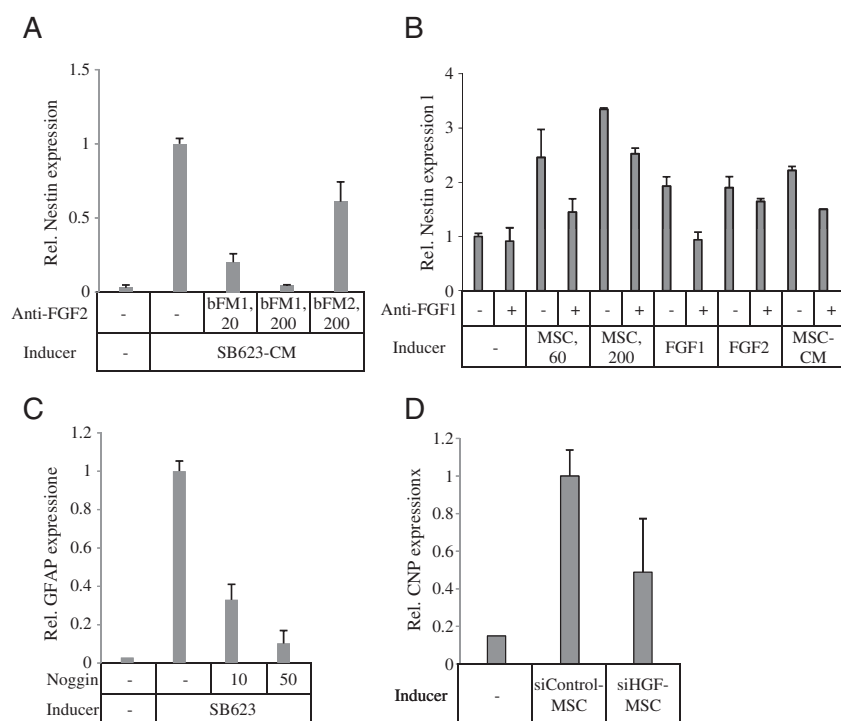 A
Rel. Nestin expression
1.5
1
0.5
0
Anti-FGF2 - - bFM1, 20 bFM1, 200 bFM2, 200
Inducer - SB623-CM
B
Rel. Nestin expression 1
4
3
2
1
0
Anti-FGF1 - + - + - + - + - + - +
Inducer - MSC, 60 MSC, 200 FGF1 FGF2 MSC-CM
C
Rel. GFAP expressione
1.2
1
0.8
0.6
0.4
0.2
0
Noggin - - 10 50
Inducer - SB623
D
Rel. CNP expressionx
1.2
1
0.8
0.6
0.4
0.2
0
Inducer - siControl-MSC siHGF-MSC